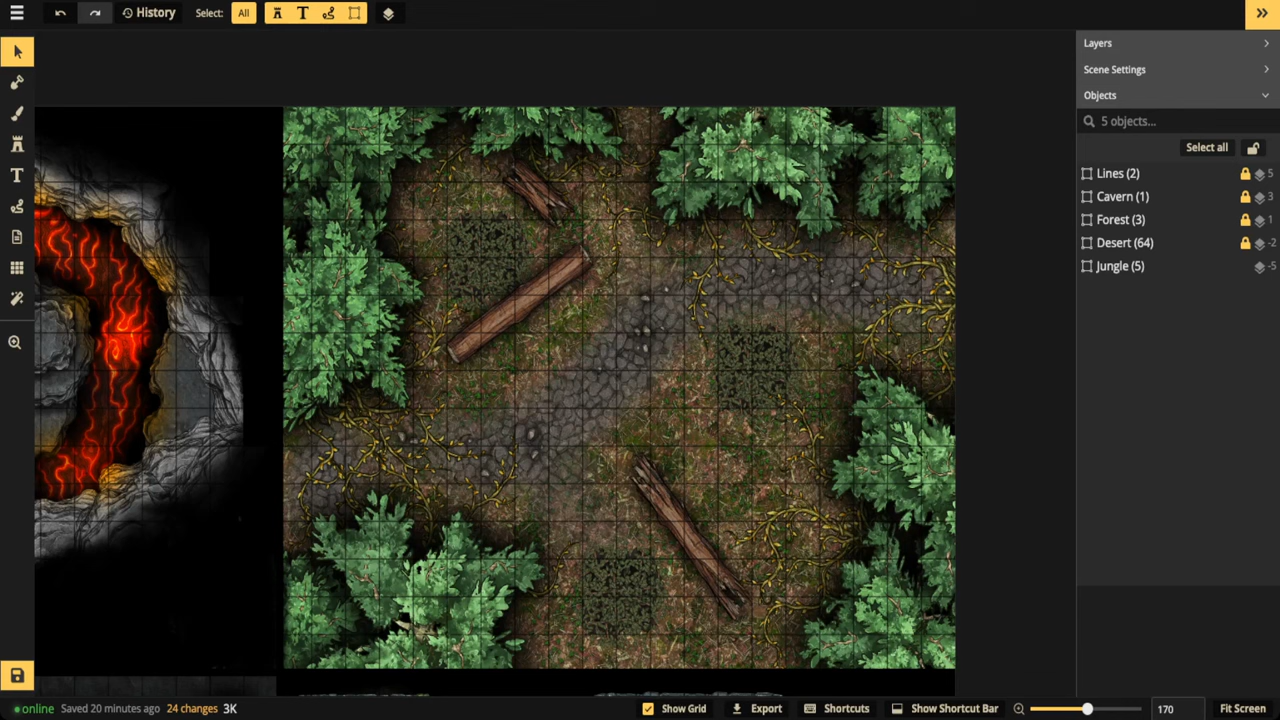 History Select: All
Layers
Scene Settings
Objects
5 objects...
Select all
Lines (2) 5
Cavern (1) 3
Forest (3) 1
Desert (64) -2
Jungle (5) -5
online Saved 20 minutes ago 24 changes 3K Show Grid Export Shortcuts Show Shortcut Bar 170 Fit Screen